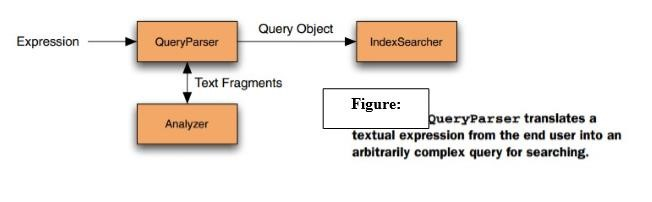 Query Object
Expression
QueryParser
IndexSearcher
Text Fragments
Analyzer
Figure:
QueryParser translates a
textual expression from the end user into an
arbitrarily complex query for searching.